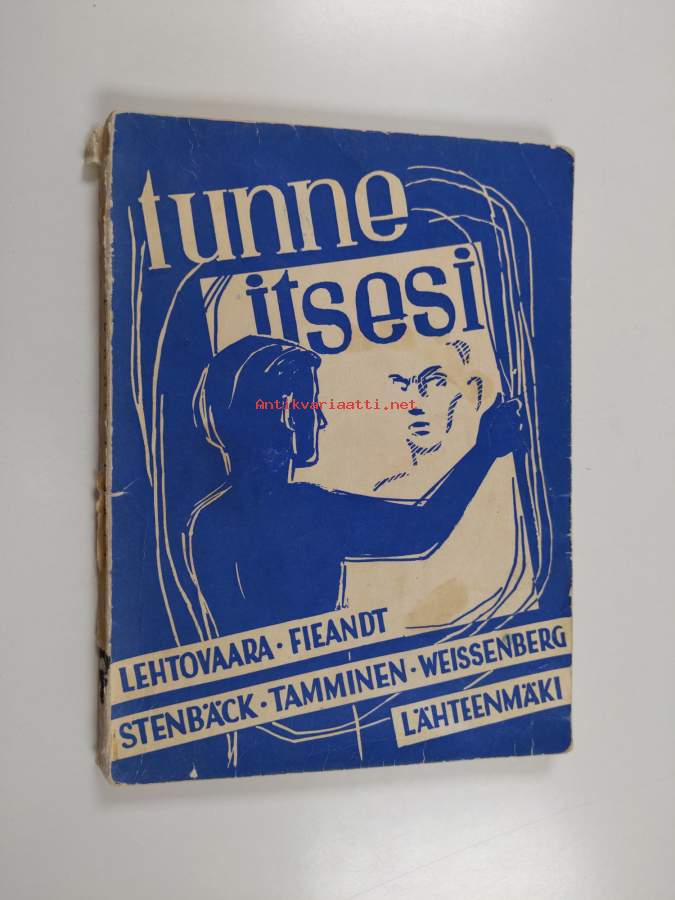 tunne
itsesi
Antikvariaatti.net
LEHTOVAARA · FIEANDT
STENBÄCK · TAMMINEN · WEISSENBERG
LÄHTEENMÄKI